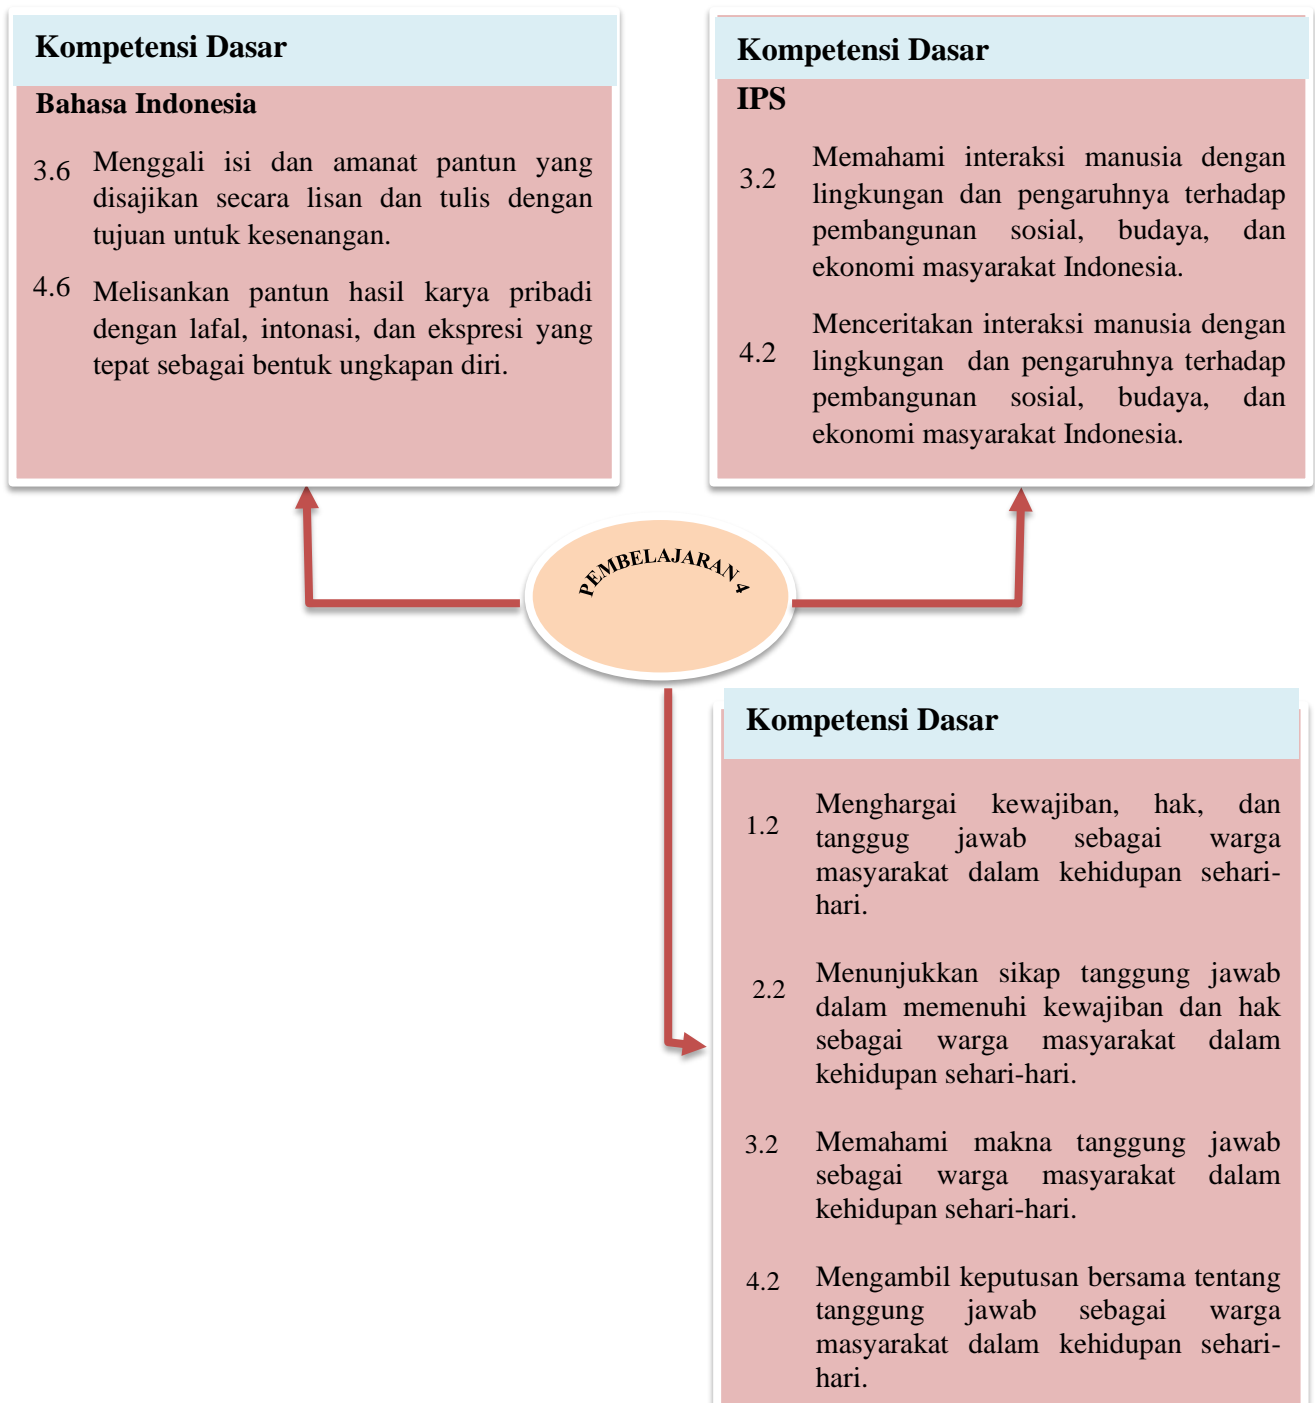 Kompetensi Dasar
Bahasa Indonesia
3.6 Menggali isi dan amanat pantun yang
disajikan secara lisan dan tulis dengan
tujuan untuk kesenangan.
4.6 Melisankan pantun hasil karya pribadi
dengan lafal, intonasi, dan ekspresi yang
tepat sebagai bentuk ungkapan diri.
Kompetensi Dasar
IPS
3.2 Memahami interaksi manusia dengan
lingkungan dan pengaruhnya terhadap
pembangunan sosial, budaya, dan
ekonomi masyarakat Indonesia.
4.2 Menceritakan interaksi manusia dengan
lingkungan dan pengaruhnya terhadap
pembangunan sosial, budaya, dan
ekonomi masyarakat Indonesia.
PEMBELAJARAN 4
Kompetensi Dasar
1.2 Menghargai kewajiban, hak, dan
tanggug jawab sebagai warga
masyarakat dalam kehidupan sehari-
hari.
2.2 Menunjukkan sikap tanggung jawab
dalam memenuhi kewajiban dan hak
sebagai warga masyarakat dalam
kehidupan sehari-hari.
3.2 Memahami makna tanggung jawab
sebagai warga masyarakat dalam
kehidupan sehari-hari.
4.2 Mengambil keputusan bersama tentang
tanggung jawab sebagai warga
masyarakat dalam kehidupan sehari-
hari.